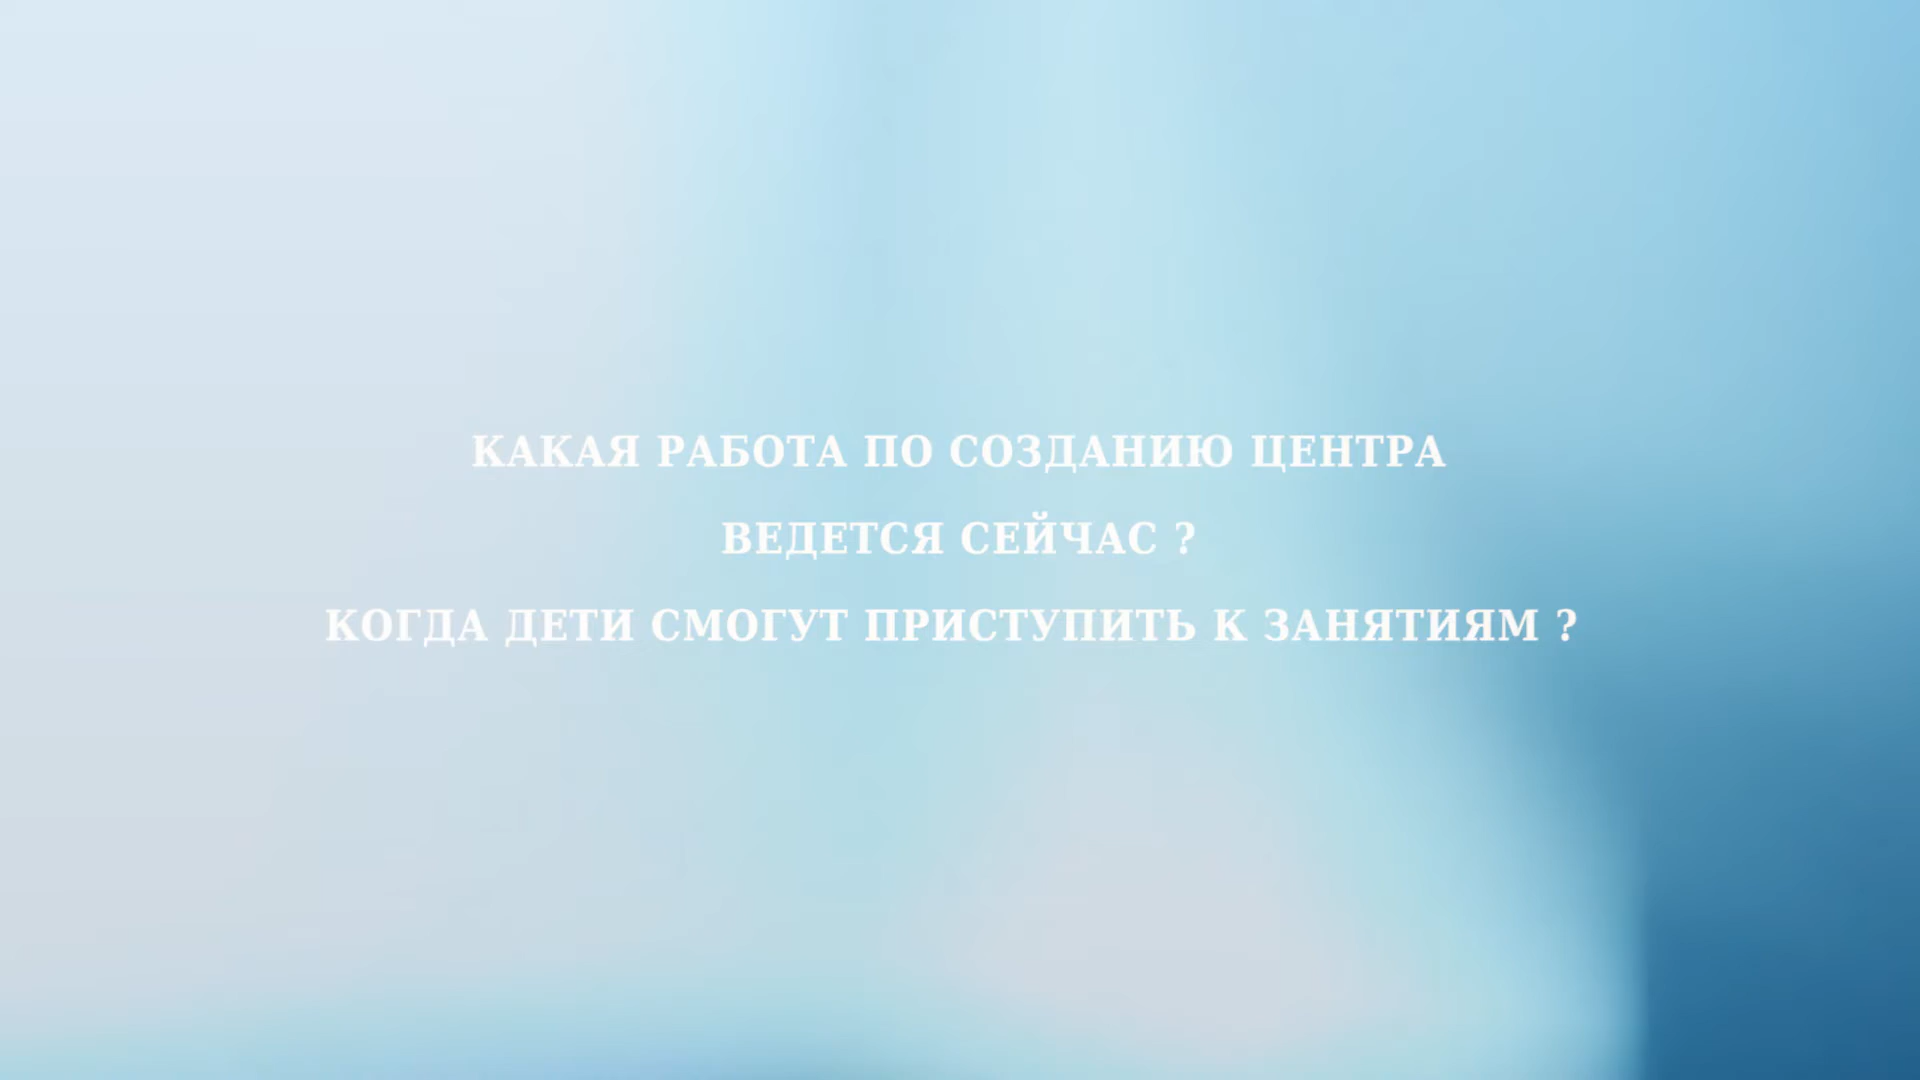 КАКАЯ РАБОТА ПО СОЗДАНИЮ ЦЕНТРА
ВЕДЕТСЯ СЕЙЧАС ?
КОГДА ДЕТИ СМОГУТ ПРИСТУПИТЬ К ЗАНЯТИЯМ ?